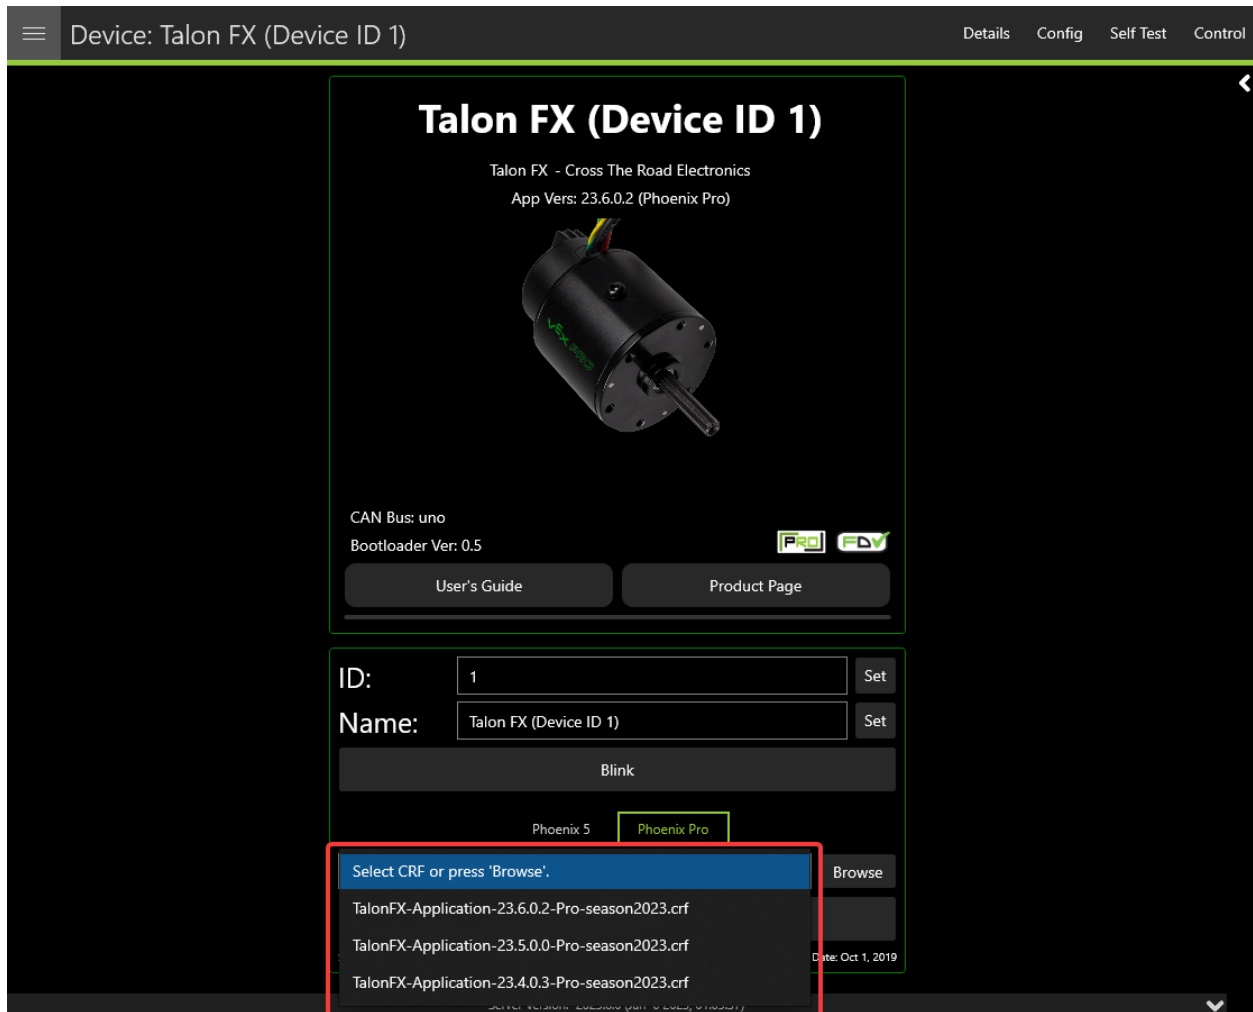 Device: Talon FX (Device ID 1)
Details Config Self Test Control
Talon FX (Device ID 1)
Talon FX - Cross The Road Electronics
App Vers: 23.6.0.2 (Phoenix Pro)
VEX PRO
CAN Bus: uno
Bootloader Ver: 0.5
PRO FD
User's Guide Product Page
ID: 1 Set
Name: Talon FX (Device ID 1) Set
Blink
Phoenix 5 Phoenix Pro
Select CRF or press 'Browse'. Browse
TalonFX-Application-23.6.0.2-Pro-season2023.crf
TalonFX-Application-23.5.0.0-Pro-season2023.crf
Date: Oct 1, 2019
TalonFX-Application-23.4.0.3-Pro-season2023.crf